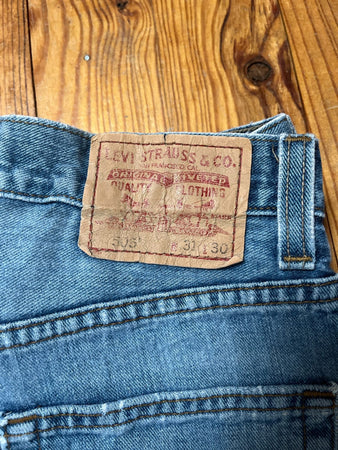 LEVI STRAUSS & CO.
SAN FRANCISCO, CAL.
ORIGINAL RIVETED
QUALITY CLOTHING
505 W 31 L 30